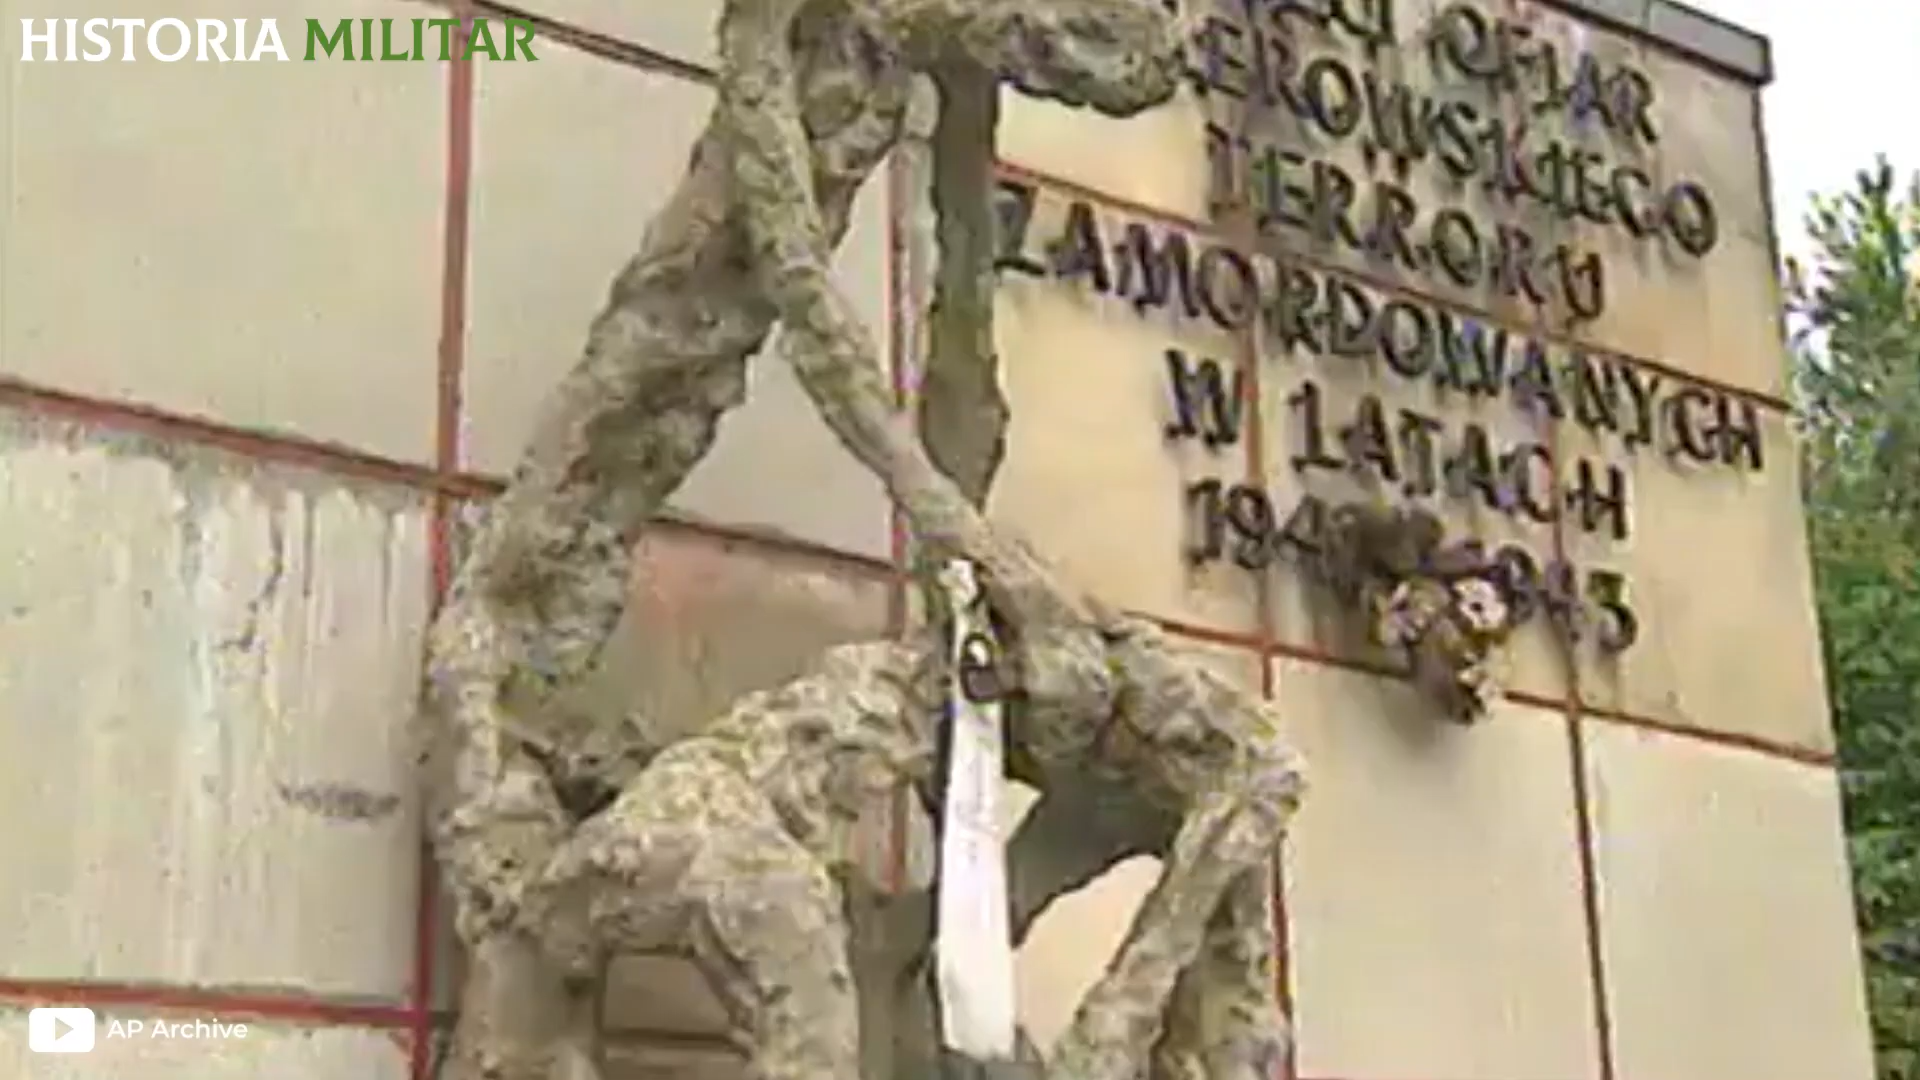 HISTORIA MILITAR
OFIAR
TERRORU
ZAMORDOWANYCH
W LATACH
AP Archive